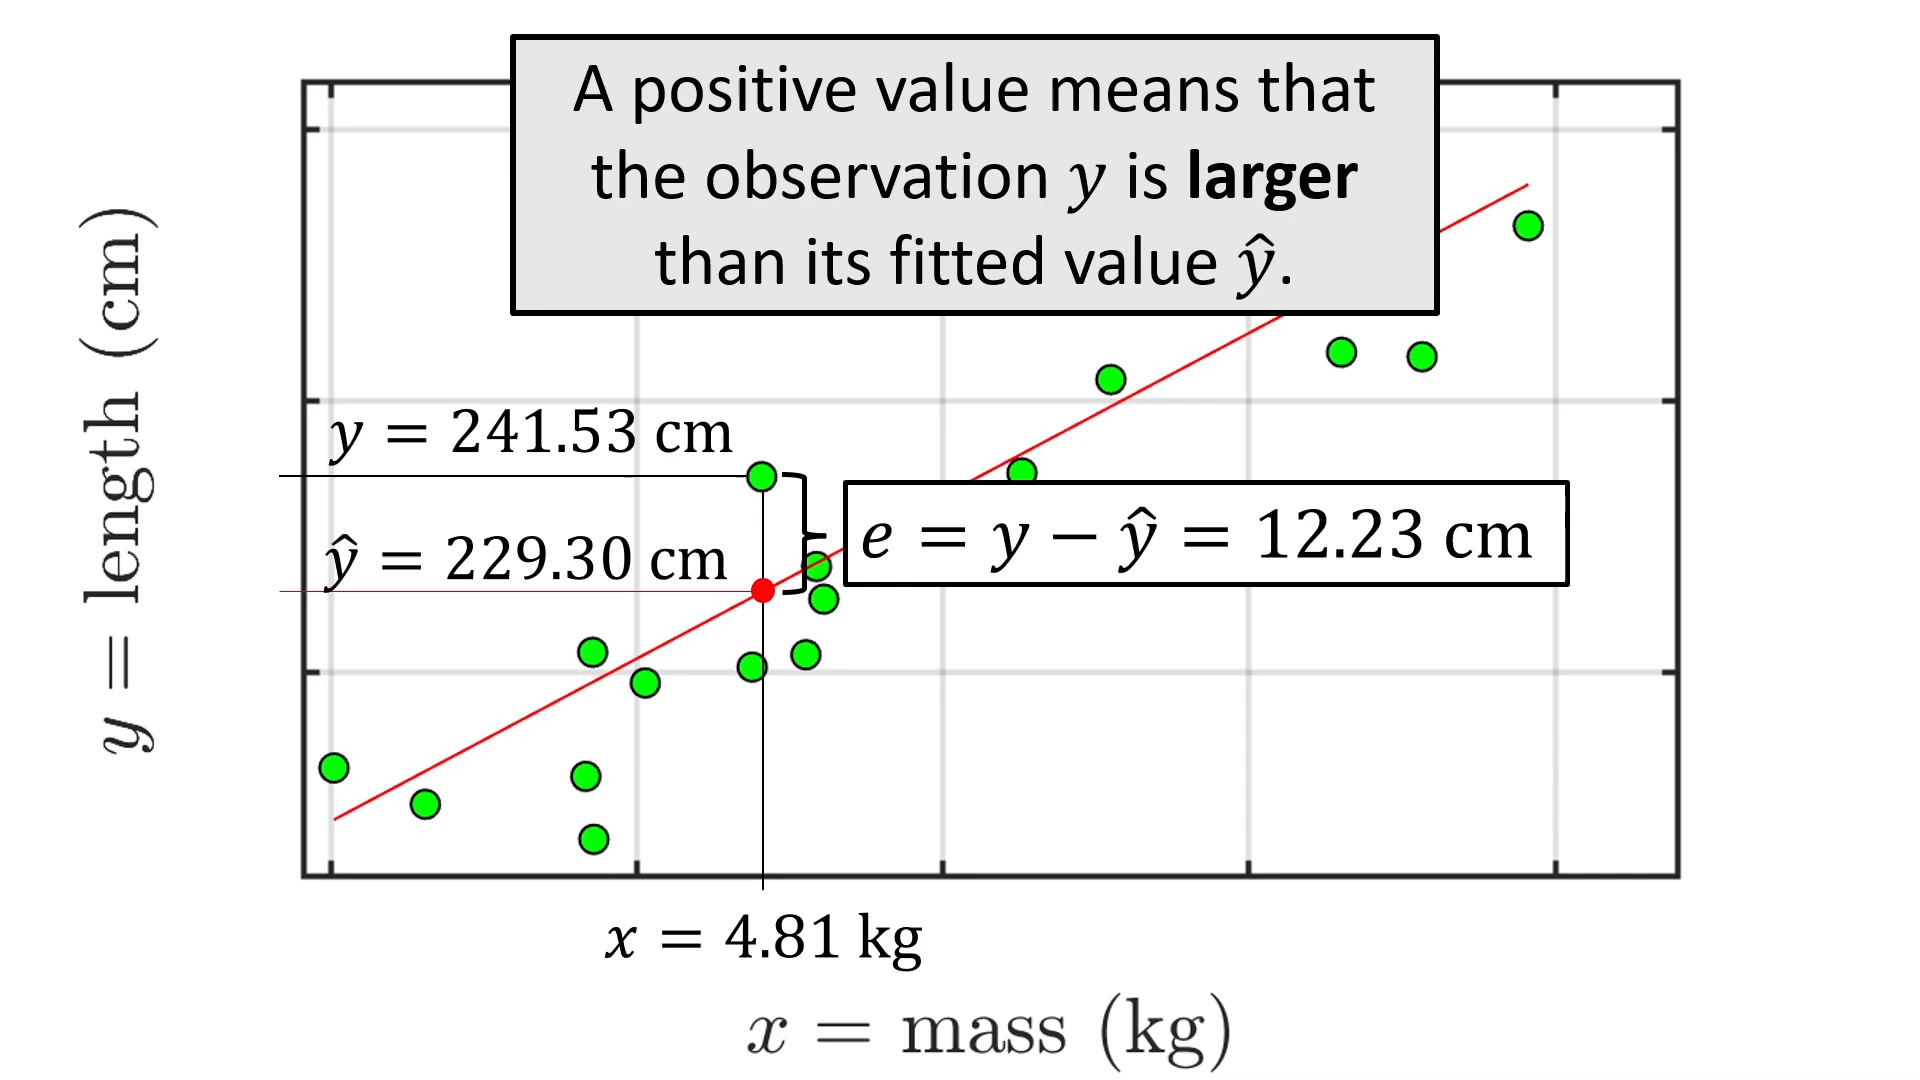 A positive value means that
the observation y is larger
than its fitted value ŷ.
y = length (cm)
y = 241.53 cm
ŷ = 229.30 cm
e = y − ŷ = 12.23 cm
x = 4.81 kg
x = mass (kg)